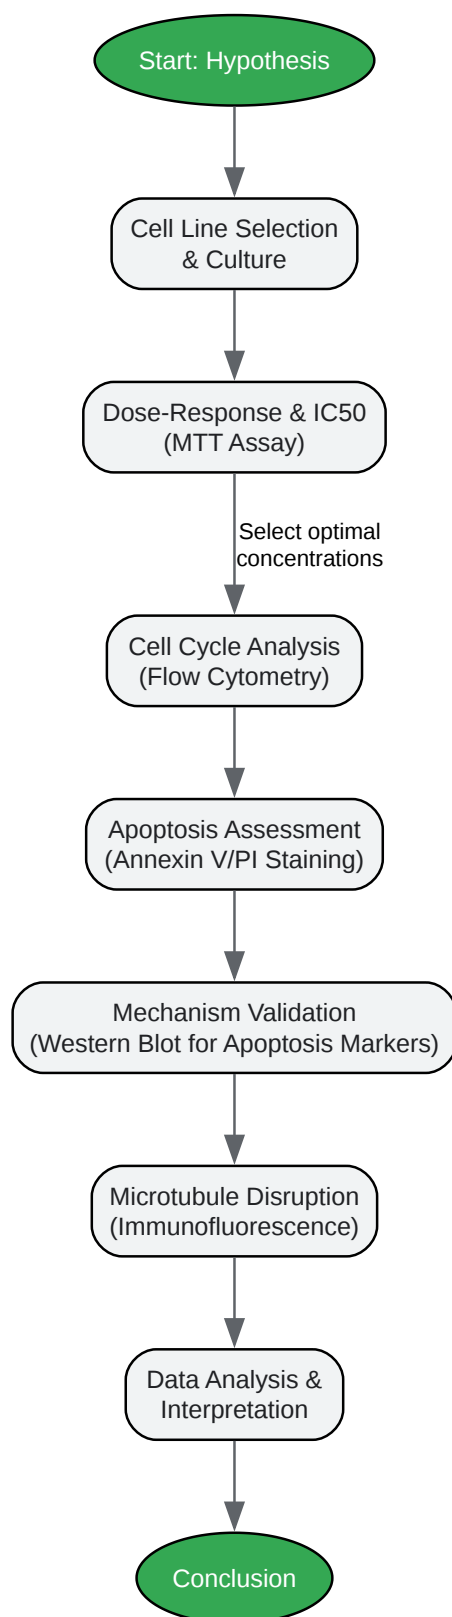 Start: Hypothesis
Cell Line Selection
& Culture
Dose-Response & IC50
(MTT Assay)
Select optimal
concentrations
Cell Cycle Analysis
(Flow Cytometry)
Apoptosis Assessment
(Annexin V/PI Staining)
Mechanism Validation
(Western Blot for Apoptosis Markers)
Microtubule Disruption
(Immunofluorescence)
Data Analysis &
Interpretation
Conclusion